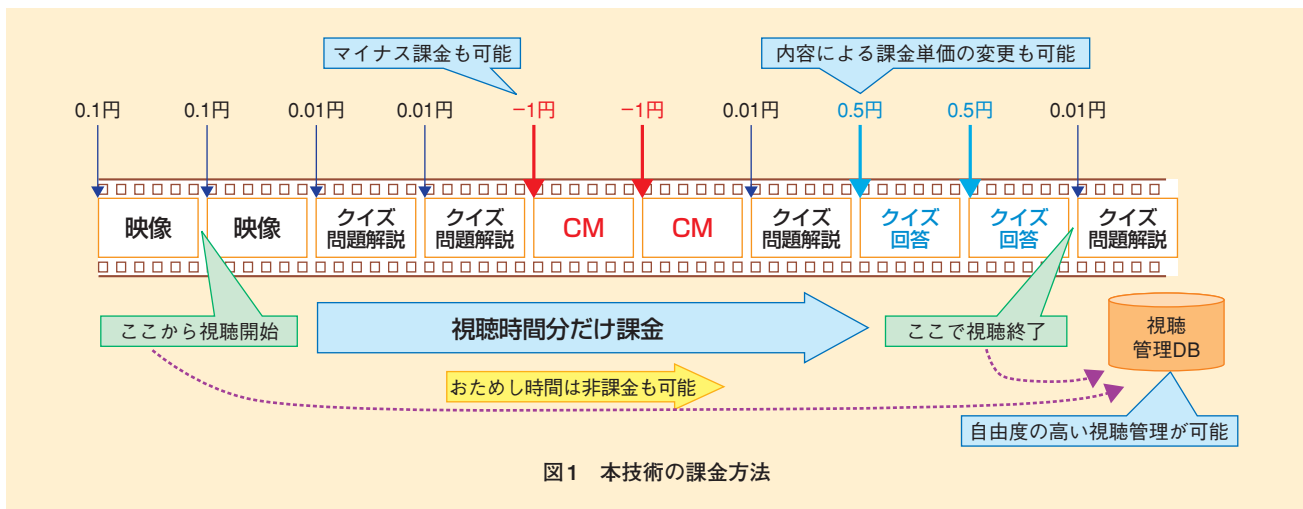 マイナス課金も可能
内容による課金単価の変更も可能
0.1円 0.1円 0.01円 0.01円 −1円 −1円 0.01円 0.5円 0.5円 0.01円
映像
映像
クイズ
問題解説
クイズ
問題解説
CM
CM
クイズ
問題解説
クイズ
回答
クイズ
回答
クイズ
問題解説
ここから視聴開始
視聴時間分だけ課金
ここで視聴終了
視聴
管理DB
おためし時間は非課金も可能
自由度の高い視聴管理が可能
図1 本技術の課金方法